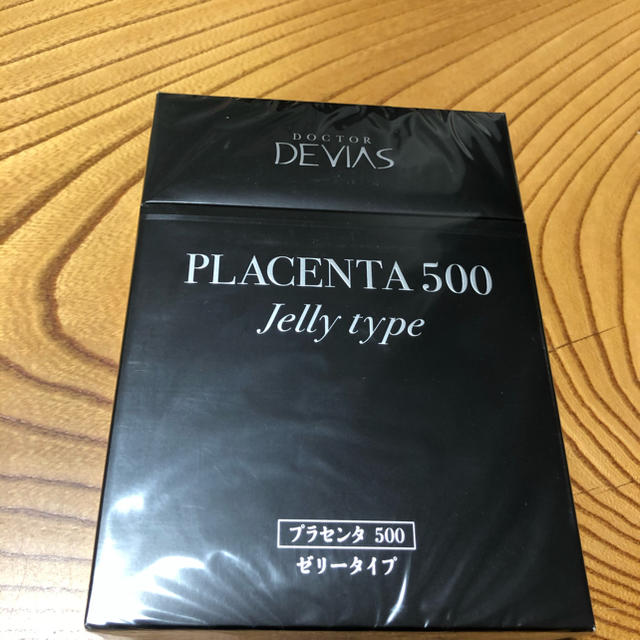 DOCTOR
DEVIAS
PLACENTA 500
Jelly type
プラセンタ 500
ゼリータイプ